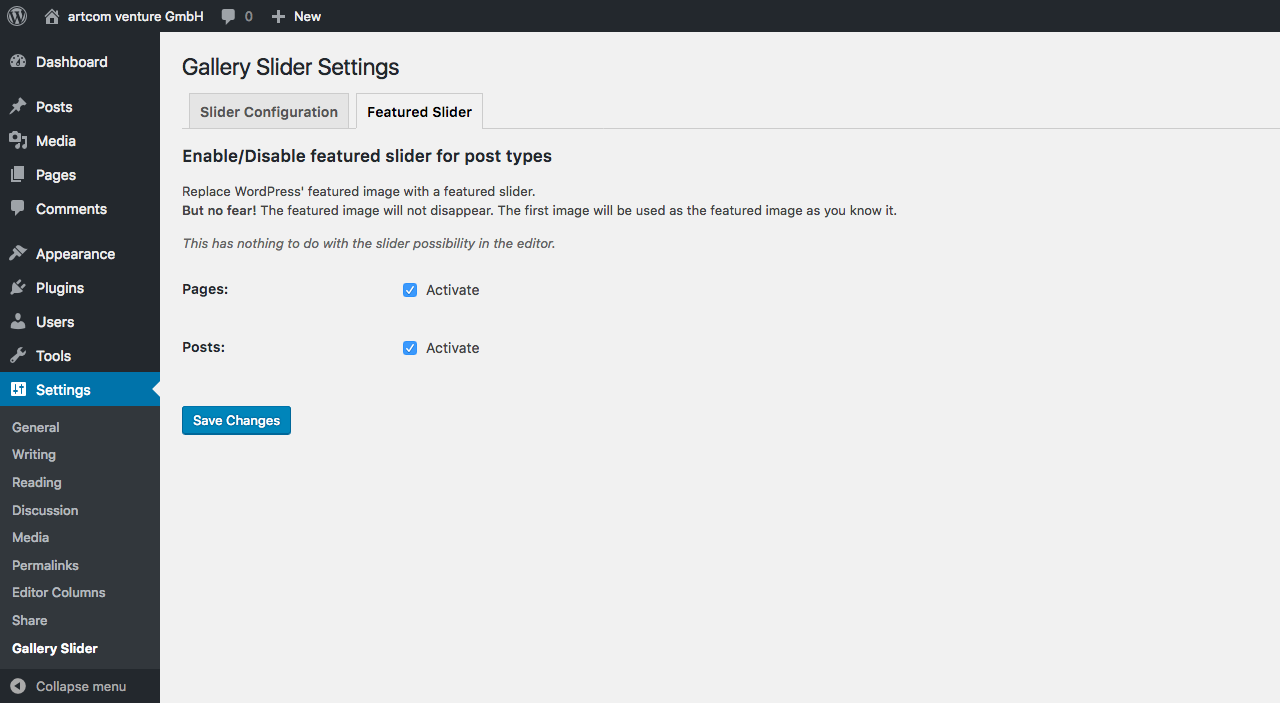 artcom venture GmbH 0 New
Dashboard
Posts
Media
Pages
Comments
Appearance
Plugins
Users
Tools
Settings
General
Writing
Reading
Discussion
Media
Permalinks
Editor Columns
Share
Gallery Slider
Collapse menu
Gallery Slider Settings
Slider Configuration Featured Slider
Enable/Disable featured slider for post types
Replace WordPress' featured image with a featured slider.
But no fear! The featured image will not disappear. The first image will be used as the featured image as you know it.
This has nothing to do with the slider possibility in the editor.
Pages: Activate
Posts: Activate
Save Changes